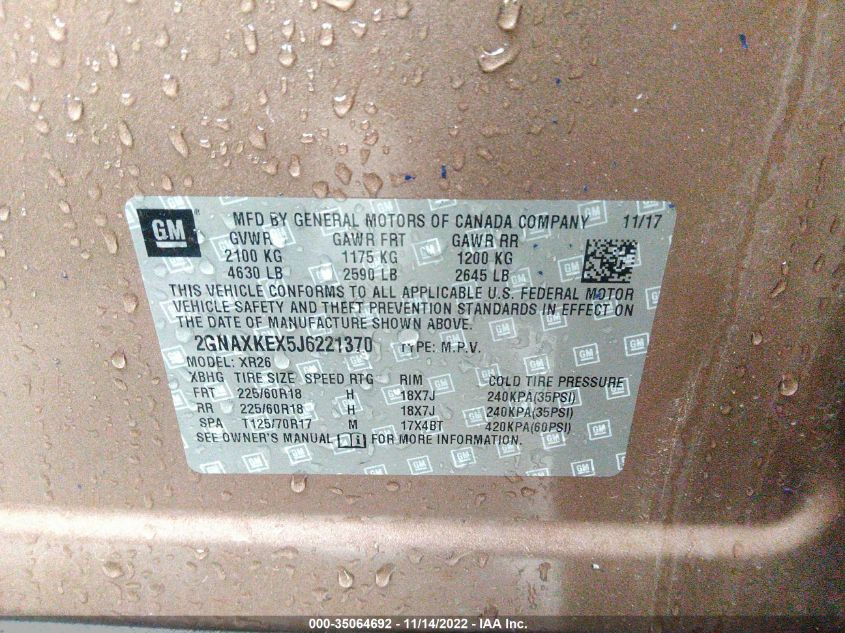 GM ® MFD BY GENERAL MOTORS OF CANADA COMPANY 11/17
GVWR GAWR FRT GAWR RR
2100 KG 1175 KG 1200 KG
4630 LB 2590 LB 2645 LB
THIS VEHICLE CONFORMS TO ALL APPLICABLE U.S. FEDERAL MOTOR
VEHICLE SAFETY AND THEFT PREVENTION STANDARDS IN EFFECT ON
THE DATE OF MANUFACTURE SHOWN ABOVE.
2GNAXKEX5J6221370 TYPE: M.P.V.
MODEL: XR26
XBHG TIRE SIZE SPEED RTG RIM COLD TIRE PRESSURE
FRT 225/60R18 H 18X7J 240KPA(35PSI)
RR 225/60R18 H 18X7J 240KPA(35PSI)
SPA T125/70R17 M 17X4BT 420KPA(60PSI)
SEE OWNER'S MANUAL i FOR MORE INFORMATION.
000-35064692 - 11/14/2022 - IAA Inc.